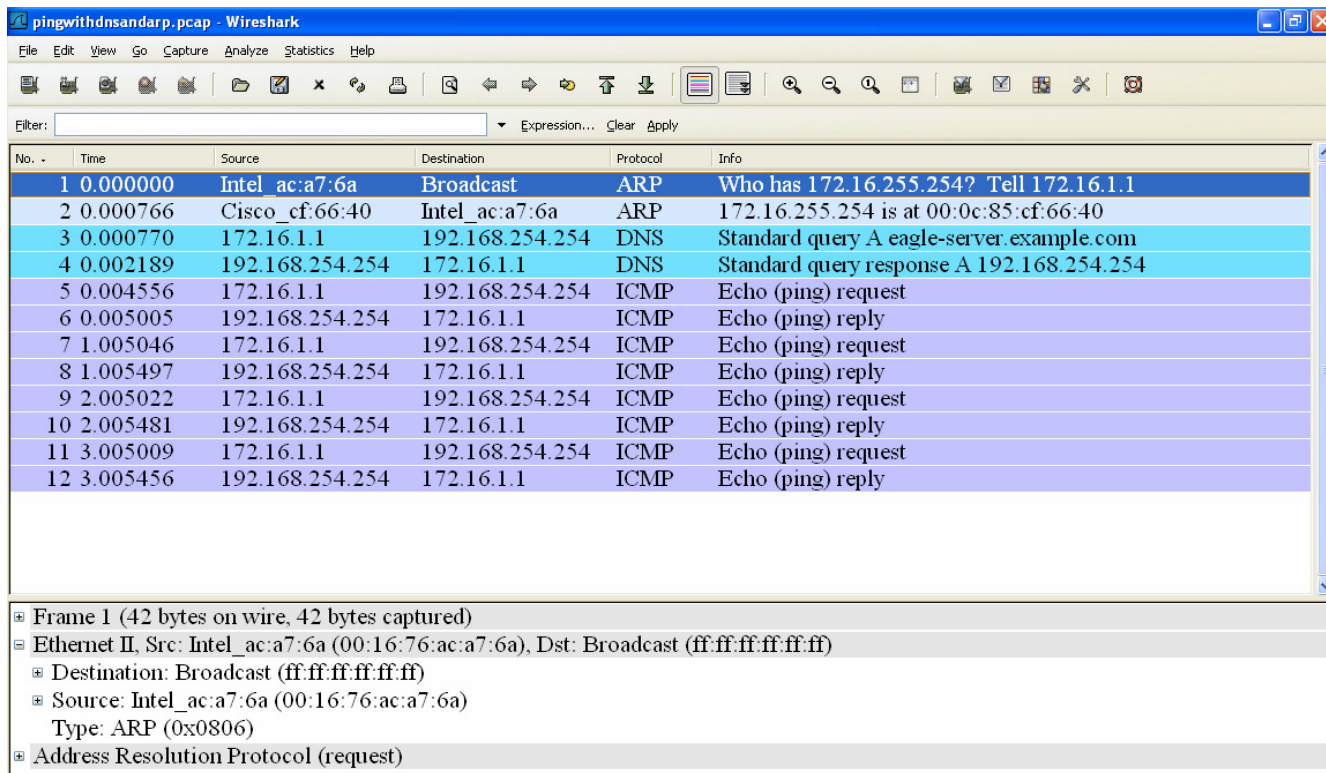 pingwithdnsandarp.pcap - Wireshark
File Edit View Go Capture Analyze Statistics Help
Filter: Expression... Clear Apply
No. - Time Source Destination Protocol Info
1 0.000000 Intel_ac:a7:6a Broadcast ARP Who has 172.16.255.254? Tell 172.16.1.1
2 0.000766 Cisco_cf:66:40 Intel_ac:a7:6a ARP 172.16.255.254 is at 00:0c:85:cf:66:40
3 0.000770 172.16.1.1 192.168.254.254 DNS Standard query A eagle-server.example.com
4 0.002189 192.168.254.254 172.16.1.1 DNS Standard query response A 192.168.254.254
5 0.004556 172.16.1.1 192.168.254.254 ICMP Echo (ping) request
6 0.005005 192.168.254.254 172.16.1.1 ICMP Echo (ping) reply
7 1.005046 172.16.1.1 192.168.254.254 ICMP Echo (ping) request
8 1.005497 192.168.254.254 172.16.1.1 ICMP Echo (ping) reply
9 2.005022 172.16.1.1 192.168.254.254 ICMP Echo (ping) request
10 2.005481 192.168.254.254 172.16.1.1 ICMP Echo (ping) reply
11 3.005009 172.16.1.1 192.168.254.254 ICMP Echo (ping) request
12 3.005456 192.168.254.254 172.16.1.1 ICMP Echo (ping) reply
Frame 1 (42 bytes on wire, 42 bytes captured)
Ethernet II, Src: Intel_ac:a7:6a (00:16:76:ac:a7:6a), Dst: Broadcast (ff:ff:ff:ff:ff:ff)
Destination: Broadcast (ff:ff:ff:ff:ff:ff)
Source: Intel_ac:a7:6a (00:16:76:ac:a7:6a)
Type: ARP (0x0806)
Address Resolution Protocol (request)